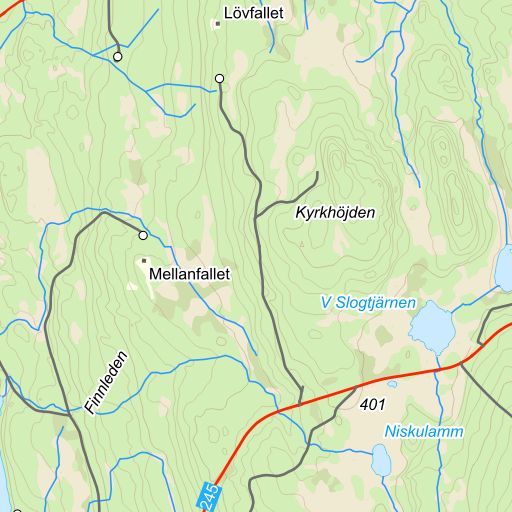 Lövfallet
Kyrkhöjden
Mellanfallet
V Slogtjärnen
Finnleden
401
Niskulamm
245